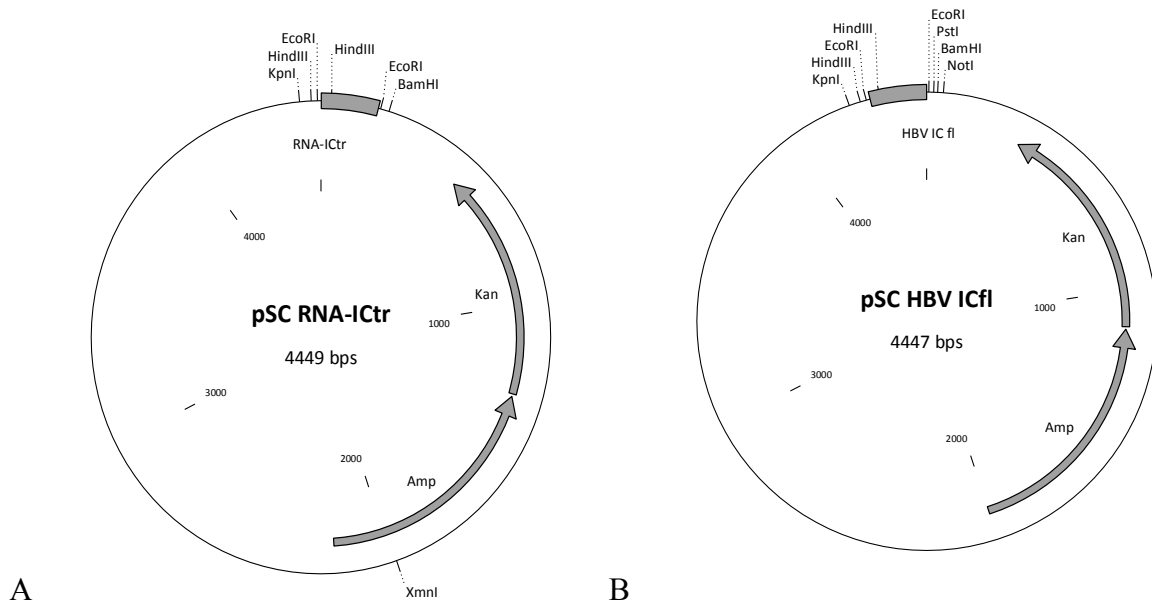 EcoRI
HindIII
KpnI
HindIII
EcoRI
BamHI
RNA-ICtr
4000
Kan
pSC RNA-ICtr
1000
4449 bps
3000
2000
Amp
XmnI
A
HindIII
EcoRI
HindIII
KpnI
EcoRI
PstI
BamHI
NotI
HBV IC fl
4000
Kan
pSC HBV ICfl
1000
4447 bps
3000
2000
Amp
B